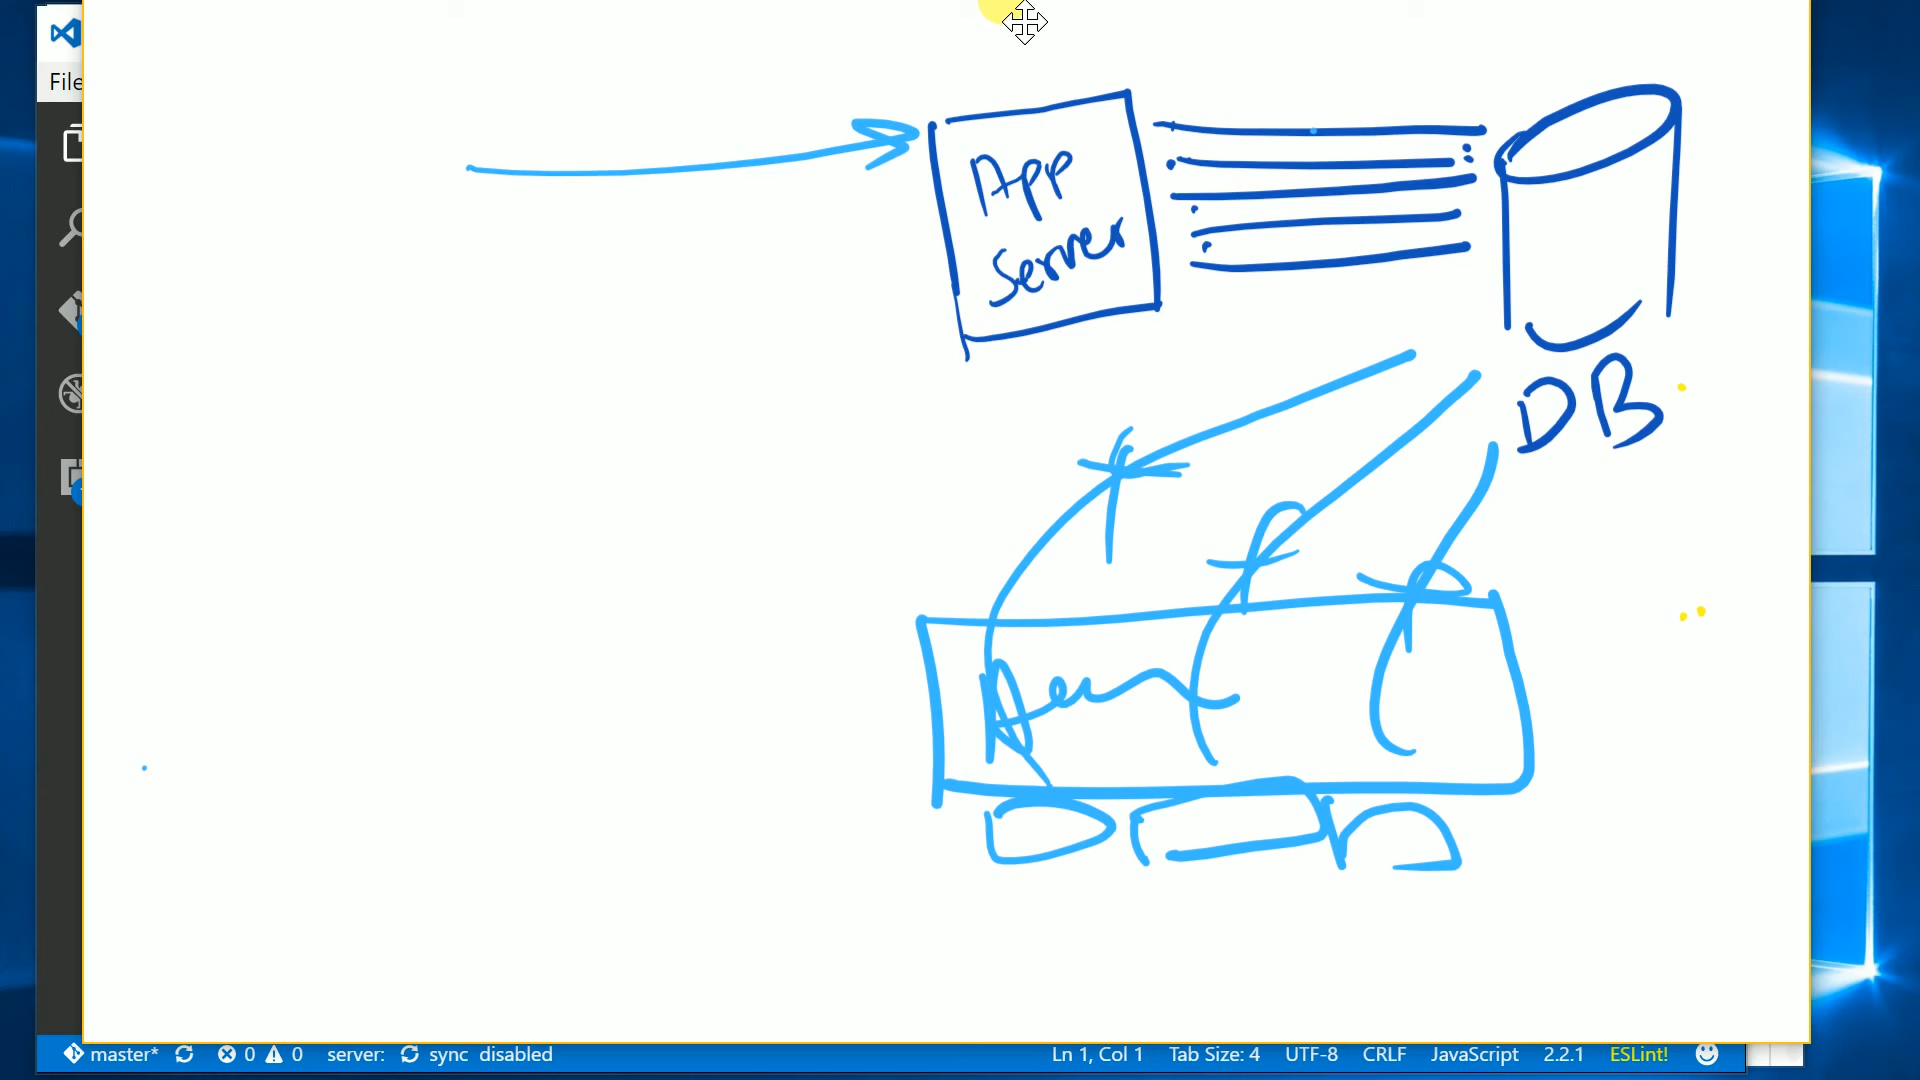 File
App
Server
DB
master* 0 0 server: sync disabled Ln 1, Col 1 Tab Size: 4 UTF-8 CRLF JavaScript 2.2.1 ESLint!